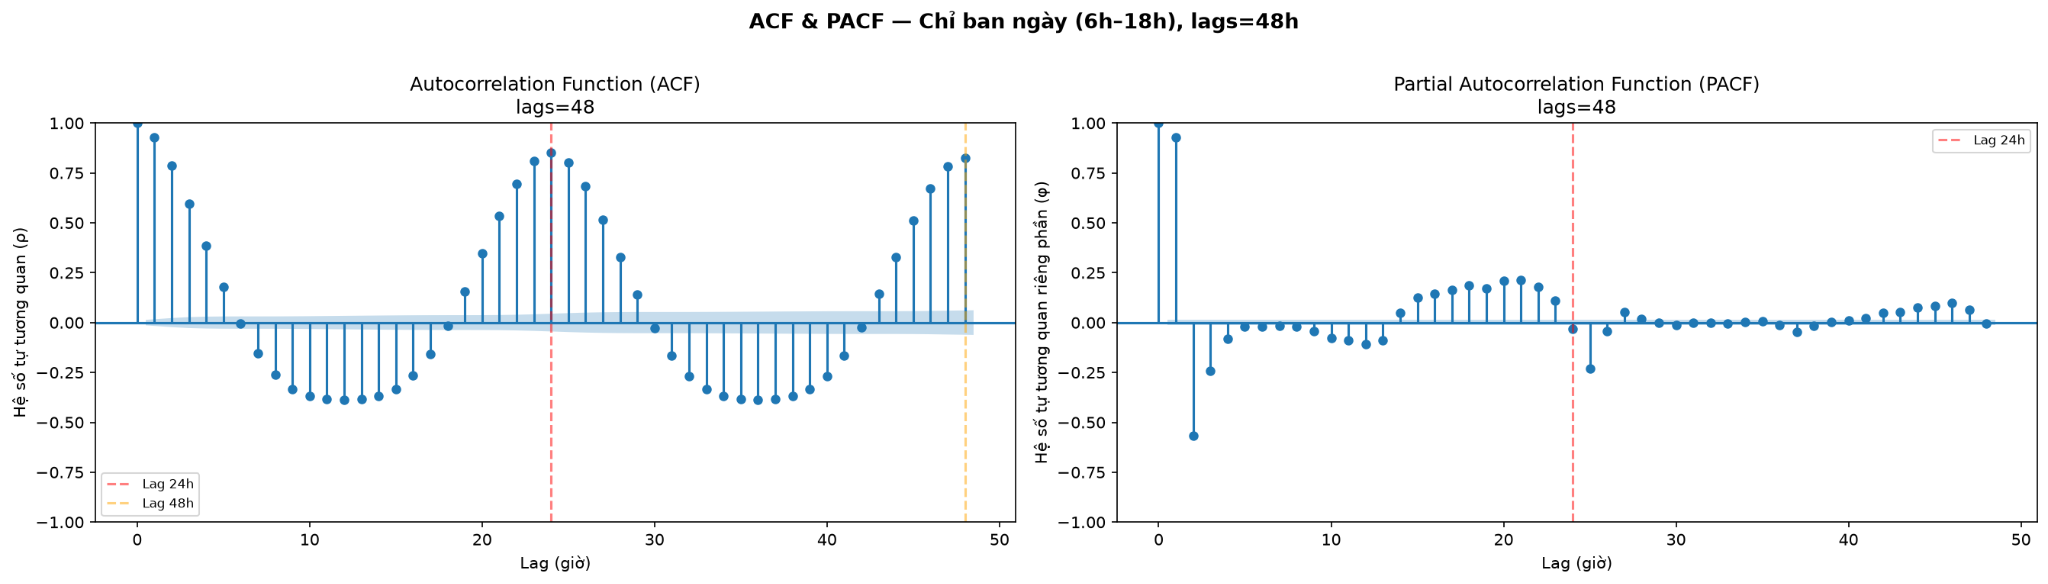 ACF & PACF — Chỉ ban ngày (6h–18h), lags=48h
Autocorrelation Function (ACF)
lags=48
1.00
0.75
0.50
0.25
0.00
−0.25
−0.50
−0.75
−1.00
Hệ số tự tương quan (ρ)
Lag 24h
Lag 48h
0
10
20
30
40
50
Lag (giờ)
Partial Autocorrelation Function (PACF)
lags=48
1.00
0.75
0.50
0.25
0.00
−0.25
−0.50
−0.75
−1.00
Hệ số tự tương quan riêng phần (φ)
Lag 24h
0
10
20
30
40
50
Lag (giờ)